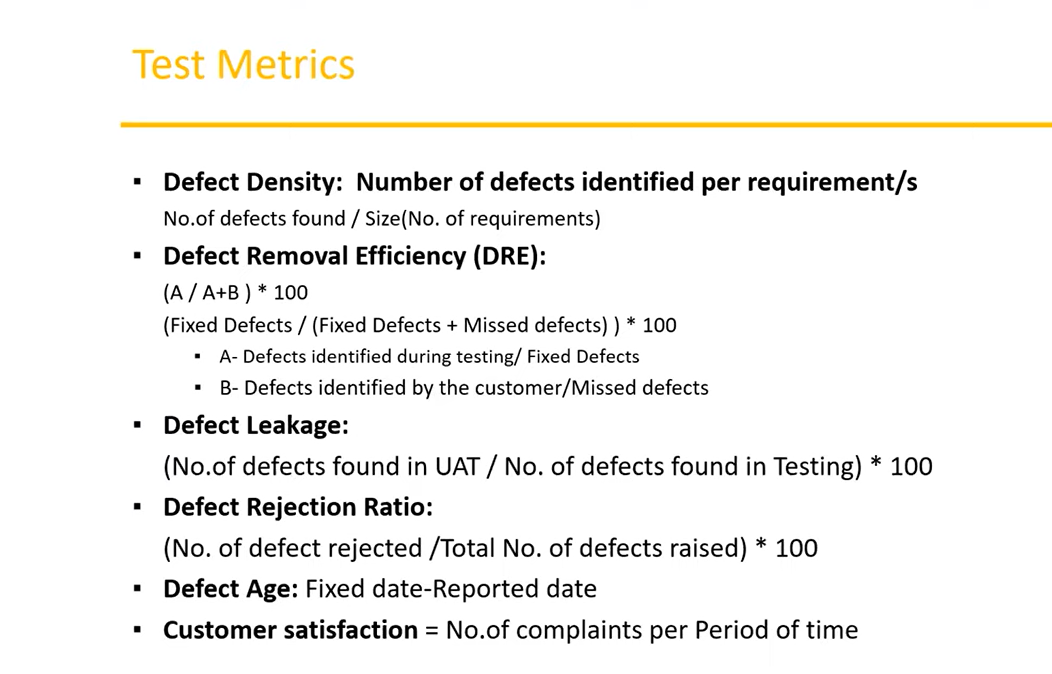 Test Metrics
▪ Defect Density:  Number of defects identified per requirement/s
No.of defects found / Size(No. of requirements)
▪ Defect Removal Efficiency (DRE):
(A / A+B ) * 100
(Fixed Defects / (Fixed Defects + Missed defects) ) * 100
▪ A- Defects identified during testing/ Fixed Defects
▪ B- Defects identified by the customer/Missed defects
▪ Defect Leakage:
(No.of defects found in UAT / No. of defects found in Testing) * 100
▪ Defect Rejection Ratio:
(No. of defect rejected /Total No. of defects raised) * 100
▪ Defect Age: Fixed date-Reported date
▪ Customer satisfaction = No.of complaints per Period of time